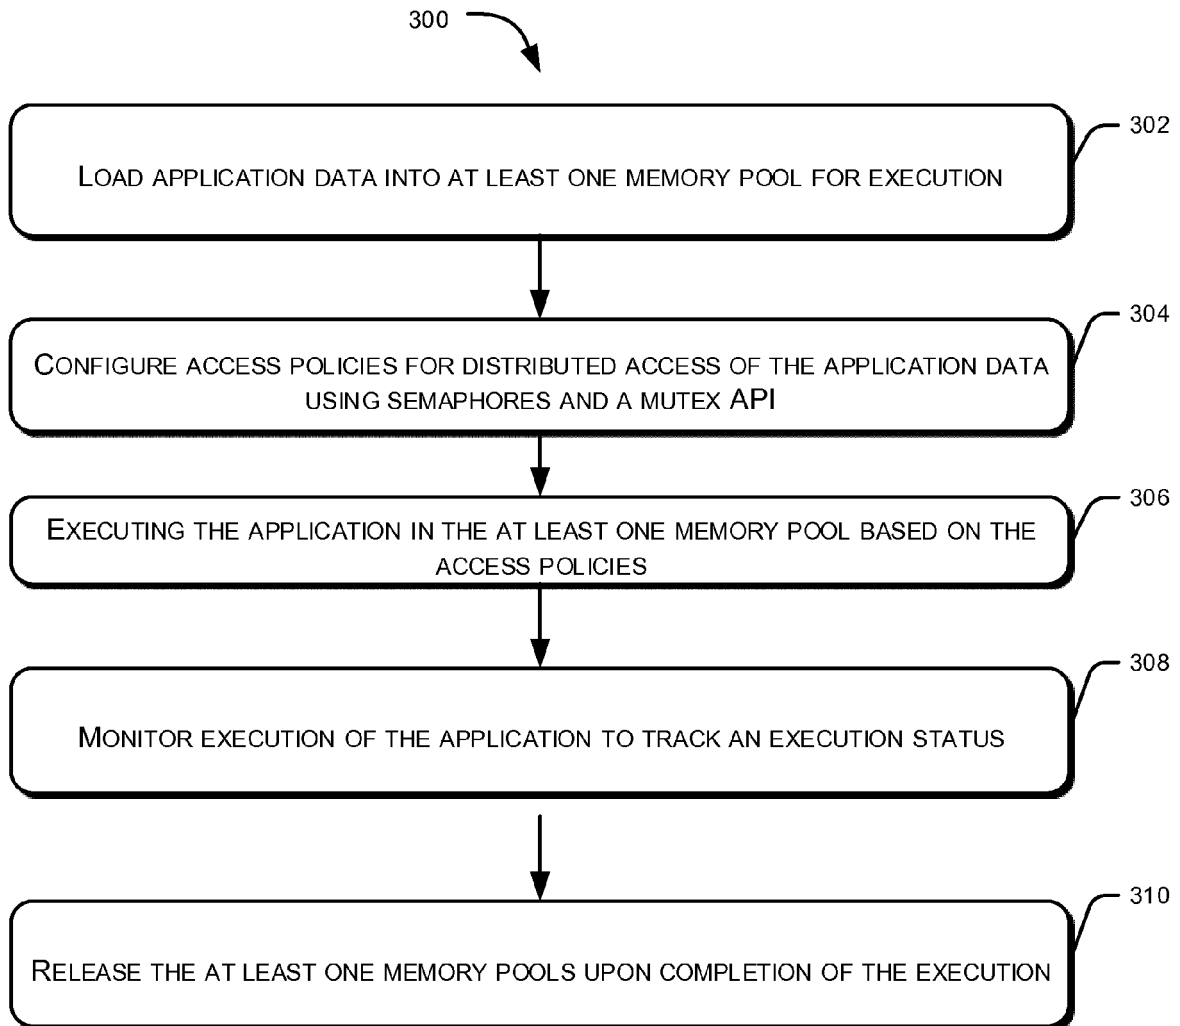 300
302
LOAD APPLICATION DATA INTO AT LEAST ONE MEMORY POOL FOR EXECUTION
304
CONFIGURE ACCESS POLICIES FOR DISTRIBUTED ACCESS OF THE APPLICATION DATA
USING SEMAPHORES AND A MUTEX API
306
EXECUTING THE APPLICATION IN THE AT LEAST ONE MEMORY POOL BASED ON THE
ACCESS POLICIES
308
MONITOR EXECUTION OF THE APPLICATION TO TRACK AN EXECUTION STATUS
310
RELEASE THE AT LEAST ONE MEMORY POOLS UPON COMPLETION OF THE EXECUTION